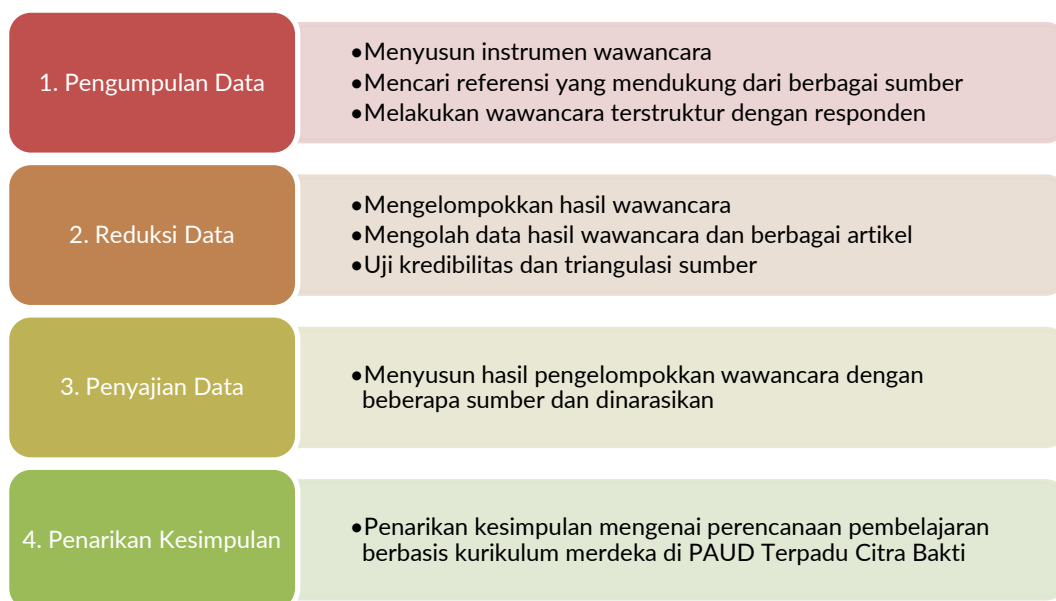 1. Pengumpulan Data
•Menyusun instrumen wawancara
•Mencari referensi yang mendukung dari berbagai sumber
•Melakukan wawancara terstruktur dengan responden
2. Reduksi Data
•Mengelompokkan hasil wawancara
•Mengolah data hasil wawancara dan berbagai artikel
•Uji kredibilitas dan triangulasi sumber
3. Penyajian Data
•Menyusun hasil pengelompokkan wawancara dengan
beberapa sumber dan dinarasikan
4. Penarikan Kesimpulan
•Penarikan kesimpulan mengenai perencanaan pembelajaran
berbasis kurikulum merdeka di PAUD Terpadu Citra Bakti